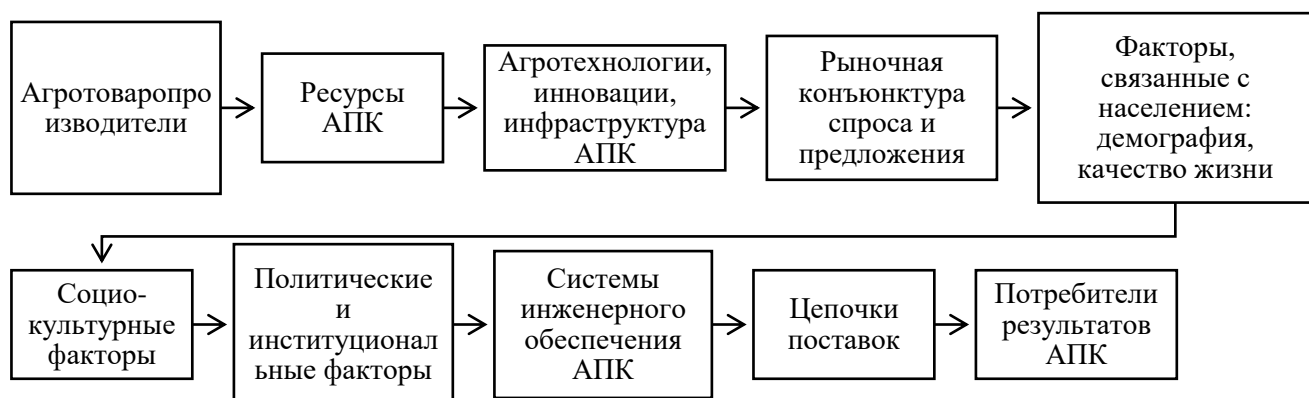 Агротоваропро
изводители
Ресурсы
АПК
Агротехнологии,
инновации,
инфраструктура
АПК
Рыночная
конъюнктура
спроса и
предложения
Факторы,
связанные с
населением:
демография,
качество жизни
Социо-
культурные
факторы
Политические
и
институционал
ьные факторы
Системы
инженерного
обеспечения
АПК
Цепочки
поставок
Потребители
результатов
АПК